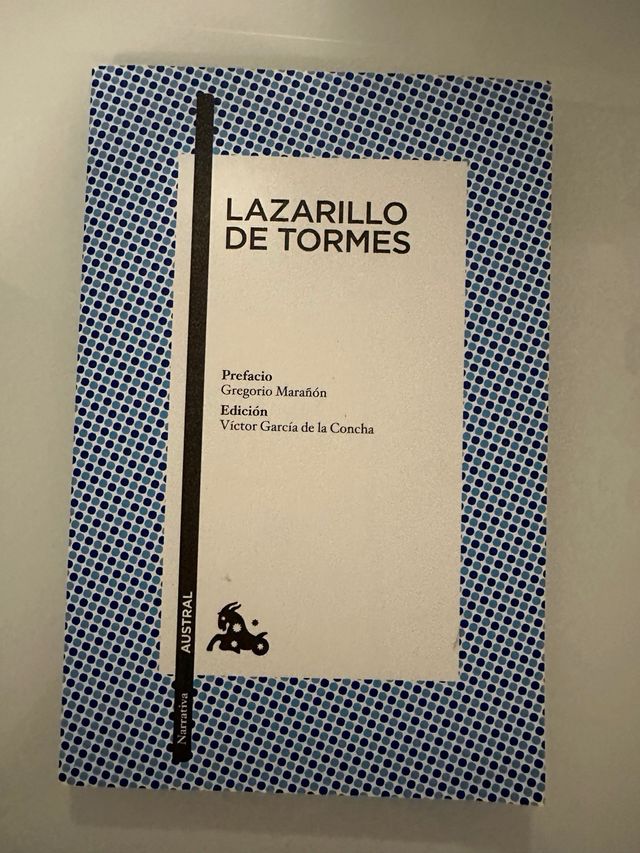 LAZARILLO
DE TORMES
Prefacio
Gregorio Marañón
Edición
Víctor García de la Concha
AUSTRAL
Narrativa